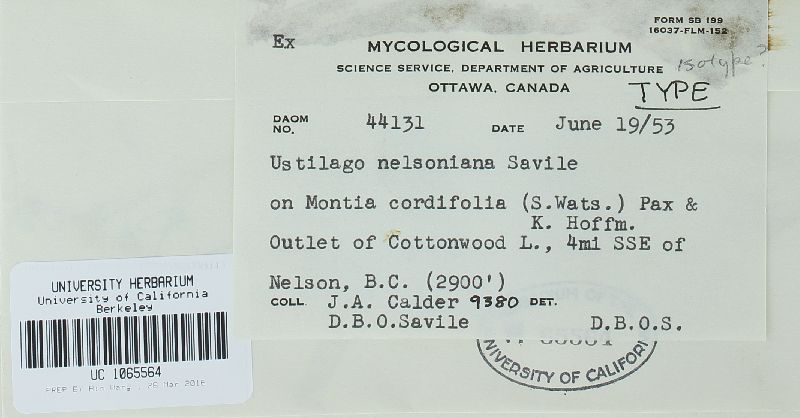 FORM SB 199
16037-FLM-152
Ex
MYCOLOGICAL HERBARIUM
SCIENCE SERVICE, DEPARTMENT OF AGRICULTURE
isotype?
OTTAWA, CANADA
TYPE
DAOM NO. 44131 DATE June 19/53
Ustilago nelsoniana Savile
on Montia cordifolia (S.Wats.) Pax &
K. Hoffm.
Outlet of Cottonwood L., 4mi SSE of
Nelson, B.C. (2900')
COLL. J.A. Calder 9380 DET.
D.B.O.Savile D.B.O.S.
UNIVERSITY OF CALIFORNI
UNIVERSITY HERBARIUM
University of California
Berkeley
UC 1065564